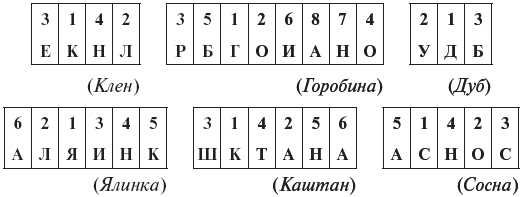 3 1 4 2 3 5 1 2 6 8 7 4 2 1 3
Е К Н Л Р Б Г О И А Н О У Д Б
(Клен) (Горобина) (Дуб)
6 2 1 3 4 5 3 1 4 2 5 6 5 1 4 2 3
А Л Я И Н К Ш К Т А Н А А С Н О С
(Ялинка) (Каштан) (Сосна)